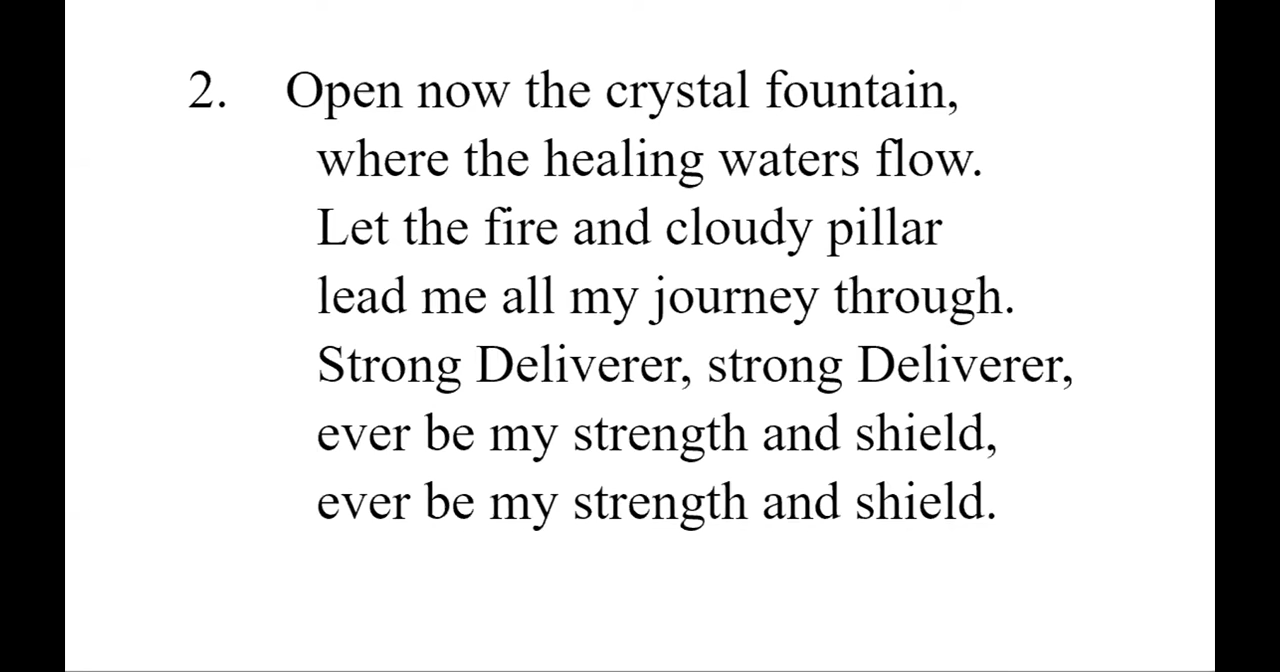 2. Open now the crystal fountain,
where the healing waters flow.
Let the fire and cloudy pillar
lead me all my journey through.
Strong Deliverer, strong Deliverer,
ever be my strength and shield,
ever be my strength and shield.